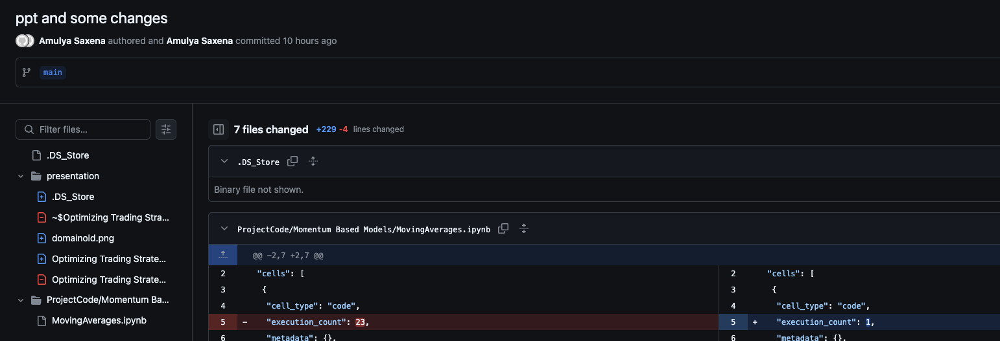 ppt and some changes
Amulya Saxena authored and Amulya Saxena committed 10 hours ago
main
Filter files...
.DS_Store
presentation
.DS_Store
~$Optimizing Trading Stra...
domainold.png
Optimizing Trading Strate...
Optimizing Trading Strate...
ProjectCode/Momentum Ba...
MovingAverages.ipynb
7 files changed +229 -4 lines changed
.DS_Store
Binary file not shown.
ProjectCode/Momentum Based Models/MovingAverages.ipynb
@@ -2,7 +2,7 @@
2 "cells": [ 2 "cells": [
3 { 3 {
4 "cell_type": "code", 4 "cell_type": "code",
5 - "execution_count": 23, 5 + "execution_count": 1,
6 "metadata": {}, 6 "metadata": {},